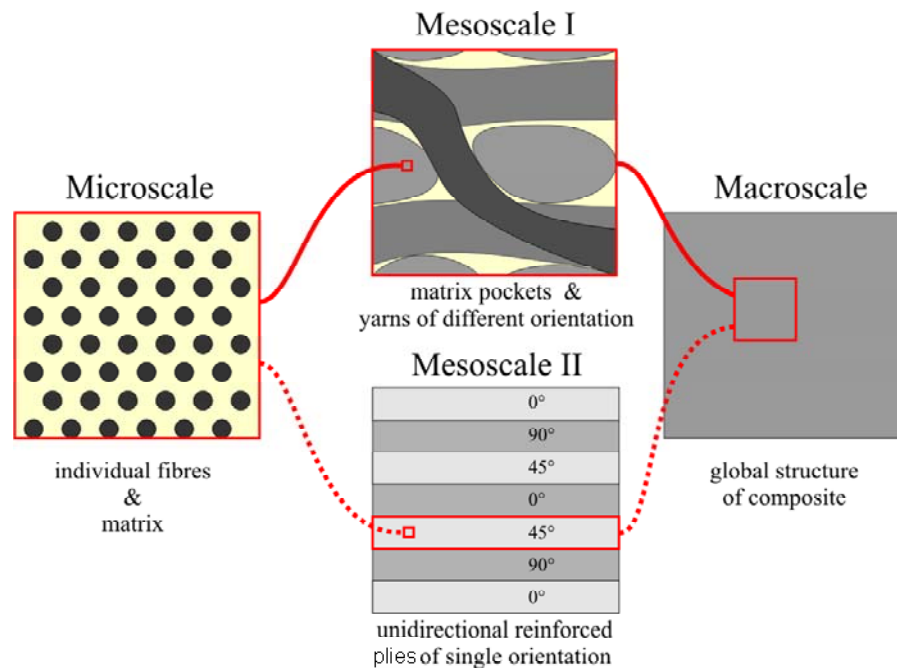 Mesoscale I
matrix pockets &
yarns of different orientation
Microscale
individual fibres
&
matrix
Mesoscale II
0°
90°
45°
0°
45°
90°
0°
unidirectional reinforced
plies of single orientation
Macroscale
global structure
of composite